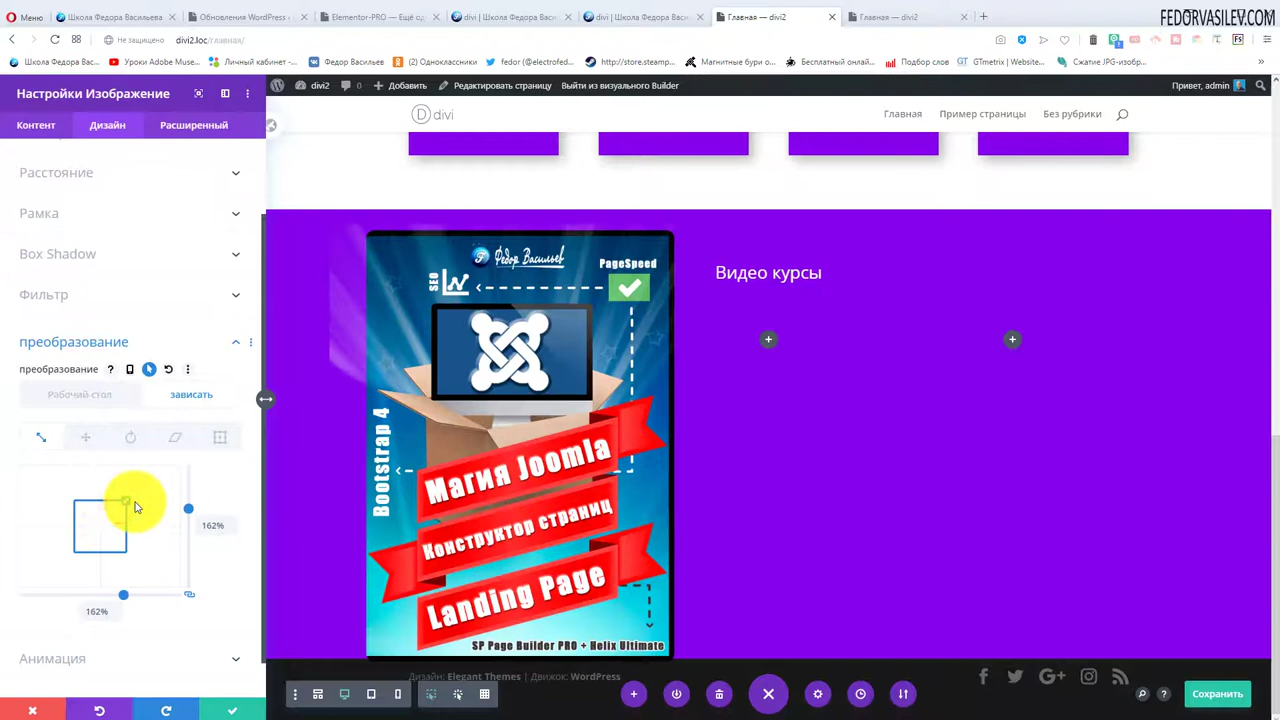 Меню
Школа Федора Васильева
Обновления WordPress
Elementor-PRO — Ещё од
divi | Школа Федора Вас
divi | Школа Федора Вас
Главная — divi2
Главная — divi2
FEDORVASILEV.COM
Не защищено
divi2.loc/главная/
Школа Федора Вас...
Уроки Adobe Muse...
Личный кабинет -...
Федор Васильев
(2) Одноклассники
fedor (@electrofed...
http://store.steamp...
Магнитные бури о...
Бесплатный онлай...
Подбор слов
GTmetrix | Website...
Сжатие JPG-изобр...
Настройки Изображение
divi2
0
Добавить
Редактировать страницу
Выйти из визуального Builder
Привет, admin
Контент
Дизайн
Расширенный
divi
Главная
Пример страницы
Без рубрики
Расстояние
Рамка
Box Shadow
Фильтр
преобразование
преобразование
Рабочий стол
зависать
162%
162%
Анимация
Федор Васильев
PageSpeed
SEO
Bootstrap 4
Магия Joomla
Конструктор страниц
Landing Page
SP Page Builder PRO + Helix Ultimate
Видео курсы
Дизайн: Elegant Themes | Движок: WordPress
Сохранить